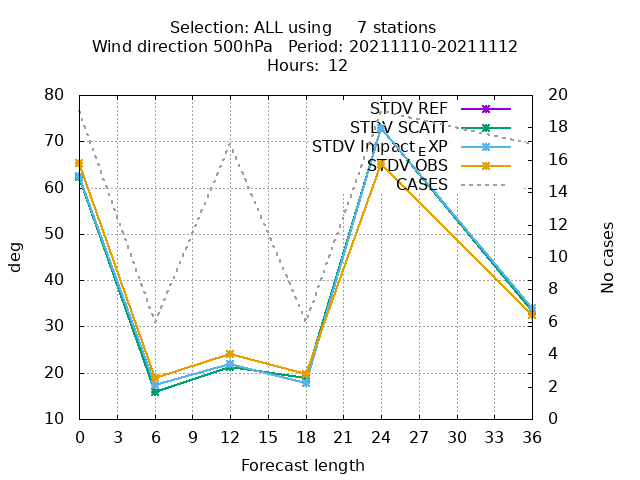 Selection: ALL using 7 stations
Wind direction 500hPa Period: 20211110-20211112
Hours: 12
80 20
70 18
60 16
50 14
40 12
30 10
20 8
10 6
4
2
0
STDV REF
STDV SCATT
STDV Impact_EXP
STDV OBS
CASES
deg
No cases
0 3 6 9 12 15 18 21 24 27 30 33 36
Forecast length